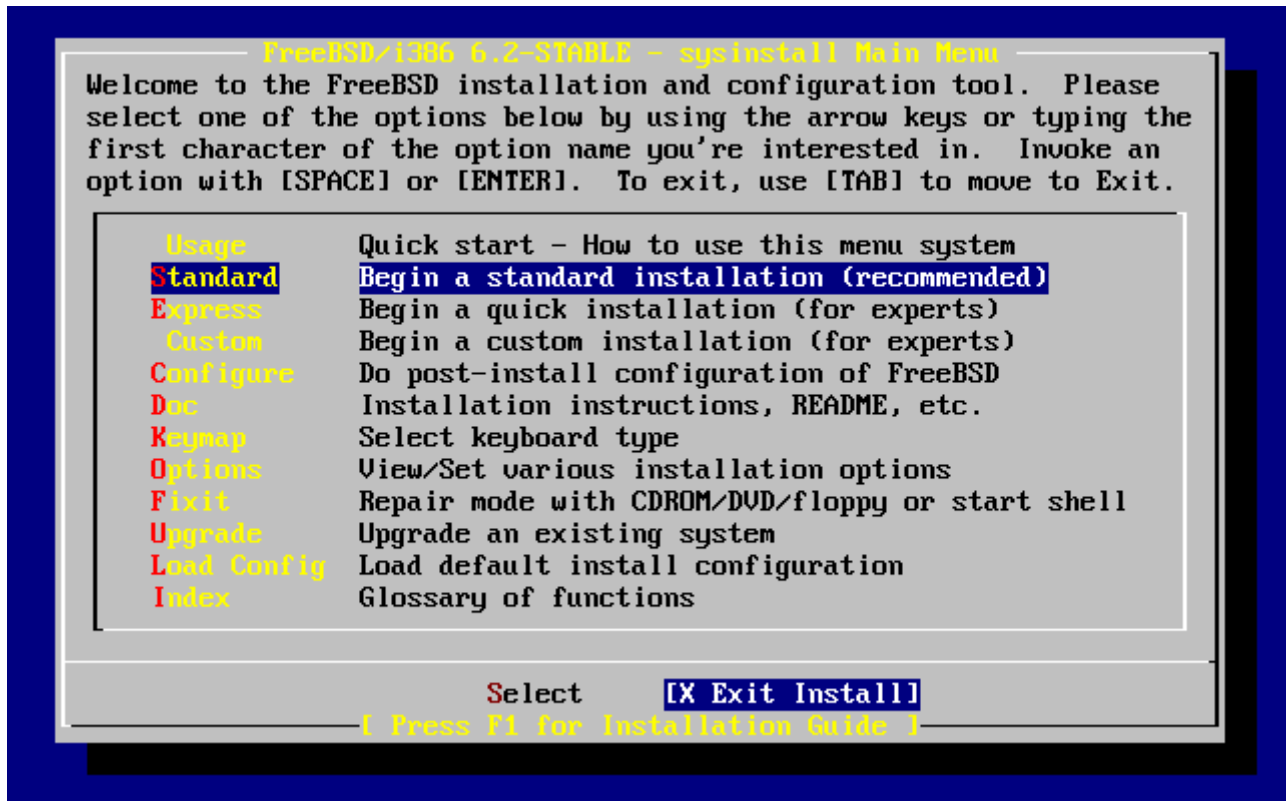 FreeBSD/i386 6.2-STABLE - sysinstall Main Menu
Welcome to the FreeBSD installation and configuration tool.  Please
select one of the options below by using the arrow keys or typing the
first character of the option name you're interested in.  Invoke an
option with [SPACE] or [ENTER].  To exit, use [TAB] to move to Exit.
Usage Quick start - How to use this menu system
Standard Begin a standard installation (recommended)
Express Begin a quick installation (for experts)
Custom Begin a custom installation (for experts)
Configure Do post-install configuration of FreeBSD
Doc Installation instructions, README, etc.
Keymap Select keyboard type
Options View/Set various installation options
Fixit Repair mode with CDROM/DVD/floppy or start shell
Upgrade Upgrade an existing system
Load Config Load default install configuration
Index Glossary of functions
Select [X Exit Install]
[ Press F1 for Installation Guide ]